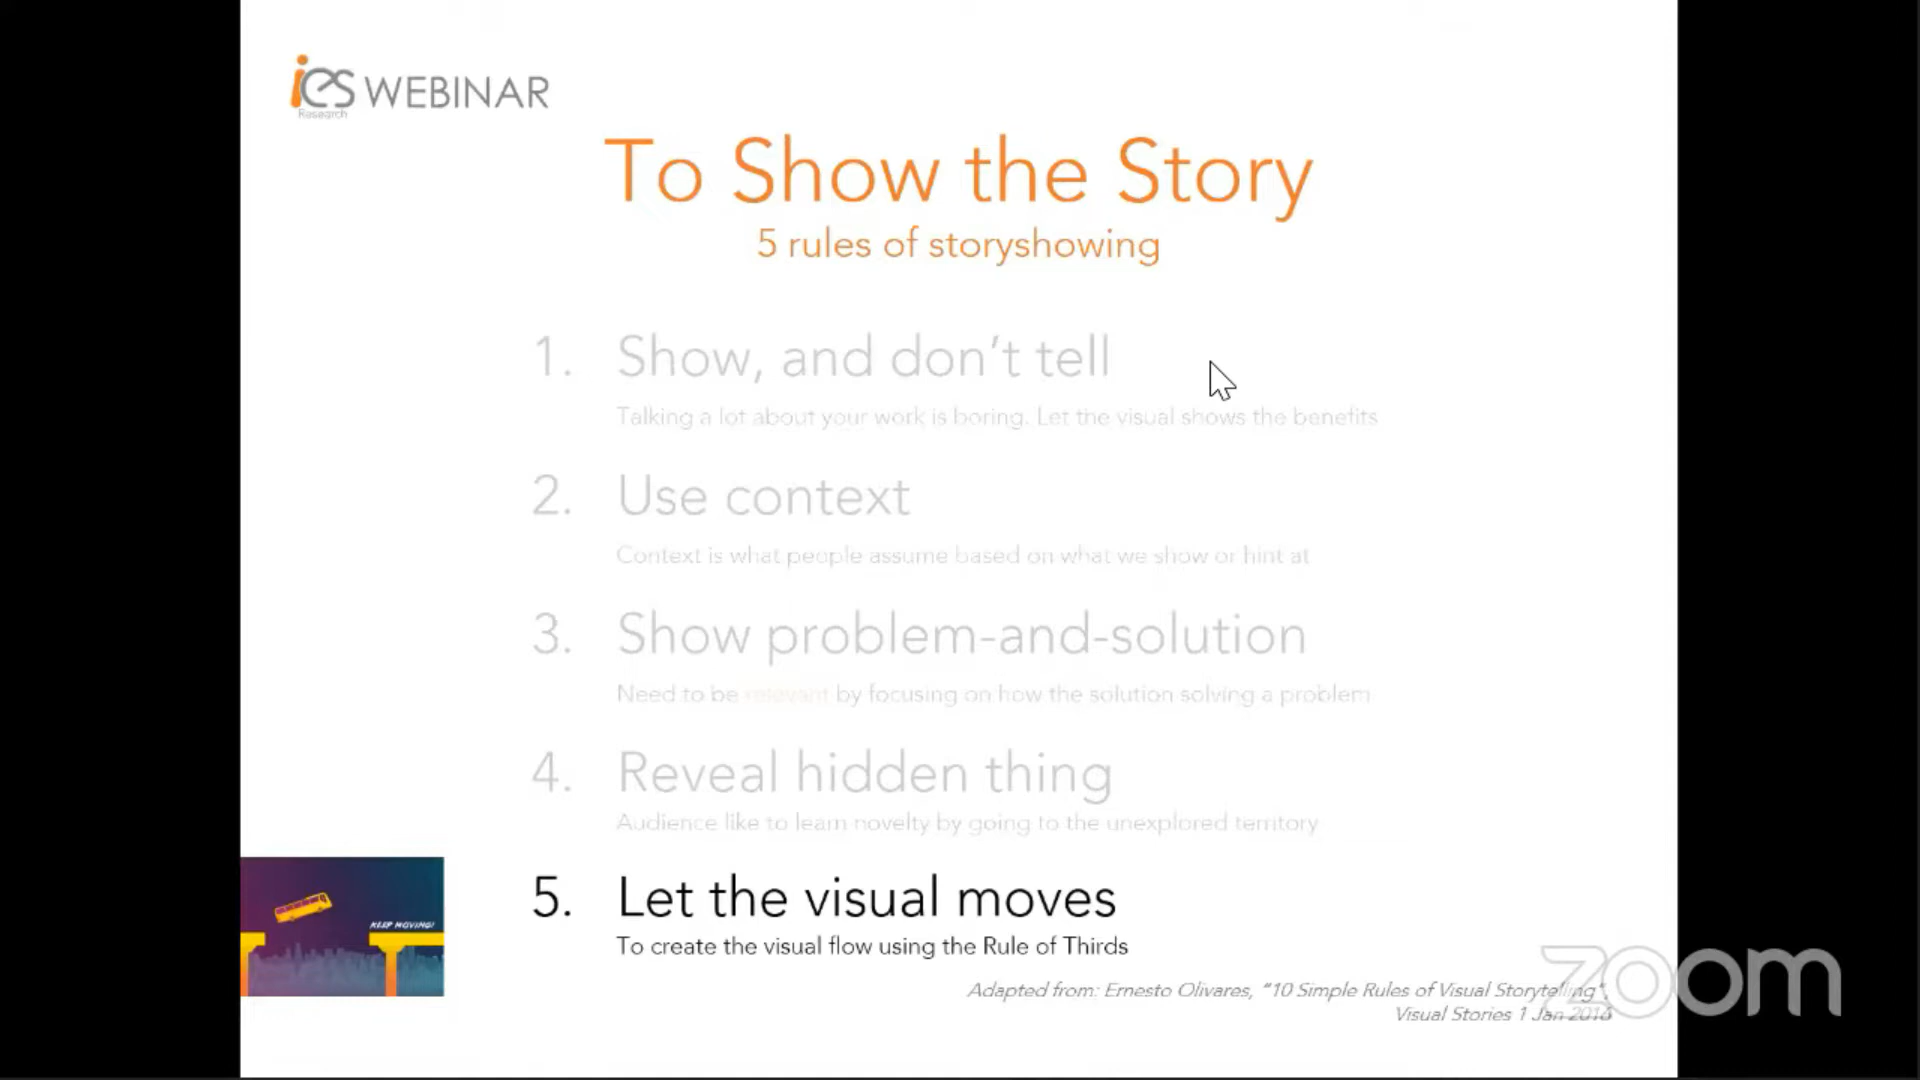 ies WEBINAR
Research
To Show the Story
5 rules of storyshowing
1. Show, and don't tell
Talking a lot about your work is boring. Let the visual shows the benefits
2. Use context
Context is what people assume based on what we show or hint at
3. Show problem-and-solution
Need to be relevant by focusing on how the solution solving a problem
4. Reveal hidden thing
Audience like to learn novelty by going to the unexplored territory
KEEP MOVING!
5. Let the visual moves
To create the visual flow using the Rule of Thirds
Adapted from: Ernesto Olivares, "10 Simple Rules of Visual Storytelling",
Visual Stories 1 Jan 2016
zoom